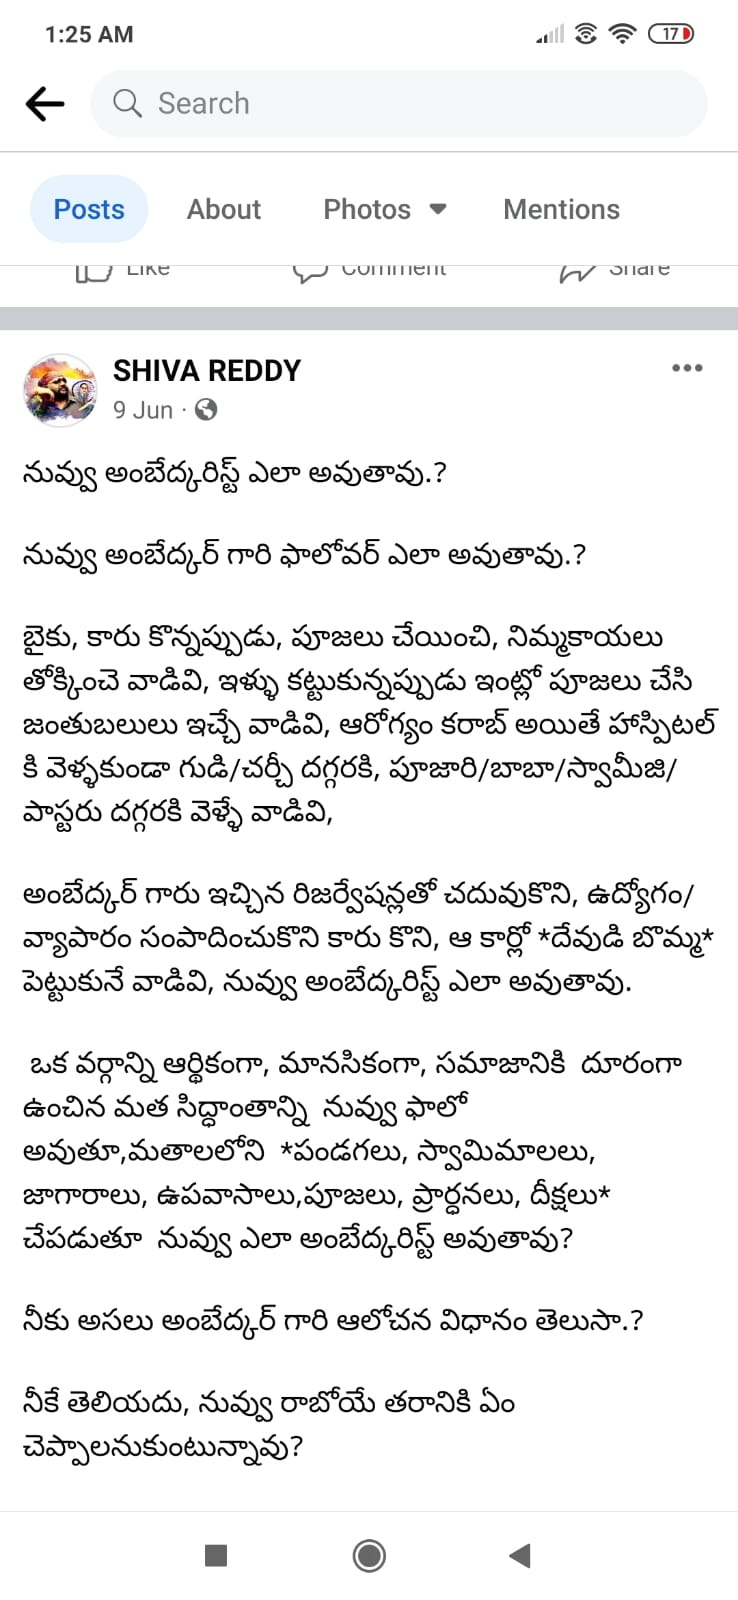 1:25 AM
17
Search
Posts
About
Photos
Mentions
Like
Comment
Share
SHIVA REDDY
9 Jun ·
నువ్వు అంబేద్కరిస్ట్ ఎలా అవుతావు.?
నువ్వు అంబేద్కర్ గారి ఫాలోవర్ ఎలా అవుతావు.?
బైకు, కారు కొన్నప్పుడు, పూజలు చేయించి, నిమ్మకాయలు
తోక్కించె వాడివి, ఇళ్ళు కట్టుకున్నప్పుడు ఇంట్లో పూజలు చేసి
జంతుబలులు ఇచ్చే వాడివి, ఆరోగ్యం కరాబ్ అయితే హాస్పిటల్
కి వెళ్ళకుండా గుడి/చర్చీ దగ్గరకి, పూజారి/బాబా/స్వామీజి/
పాస్టరు దగ్గరకి వెళ్ళే వాడివి,
అంబేద్కర్ గారు ఇచ్చిన రిజర్వేషన్లతో చదువుకొని, ఉద్యోగం/
వ్యాపారం సంపాదించుకొని కారు కొని, ఆ కార్లో *దేవుడి బొమ్మ*
పెట్టుకునే వాడివి, నువ్వు అంబేద్కరిస్ట్ ఎలా అవుతావు.
ఒక వర్గాన్ని ఆర్థికంగా, మానసికంగా, సమాజానికి దూరంగా
ఉంచిన మత సిద్ధాంతాన్ని నువ్వు ఫాలో
అవుతూ,మతాలలోని *పండగలు, స్వామిమాలలు,
జాగారాలు, ఉపవాసాలు,పూజలు, ప్రార్ధనలు, దీక్షలు*
చేపడుతూ నువ్వు ఎలా అంబేద్కరిస్ట్ అవుతావు?
నీకు అసలు అంబేద్కర్ గారి ఆలోచన విధానం తెలుసా.?
నీకే తెలియదు, నువ్వు రాబోయే తరానికి ఏం
చెప్పాలనుకుంటున్నావు?